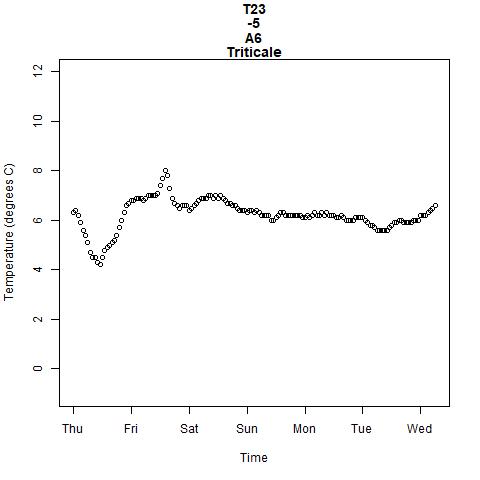 T23
-5
A6
Triticale
Temperature (degrees C)
12
10
8
6
4
2
0
Thu Fri Sat Sun Mon Tue Wed
Time